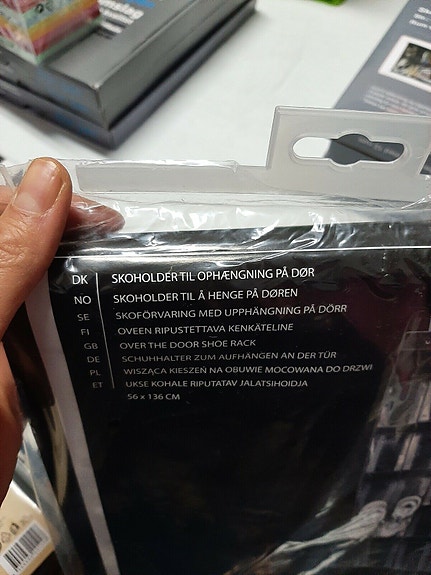 DK SKOHOLDER TIL OPHÆNGNING PÅ DØR
NO SKOHOLDER TIL Å HENGE PÅ DØREN
SE SKOFÖRVARING MED UPPHÄNGNING PÅ DÖRR
FI OVEEN RIPUSTETTAVA KENKÄTELINE
GB OVER THE DOOR SHOE RACK
DE SCHUHHALTER ZUM AUFHÄNGEN AN DER TÜR
PL WISZĄCA KIESZEŃ NA OBUWIE MOCOWANA DO DRZWI
ET UKSE KOHALE RIPUTATAV JALATSIHOIDJA
56 x 136 CM